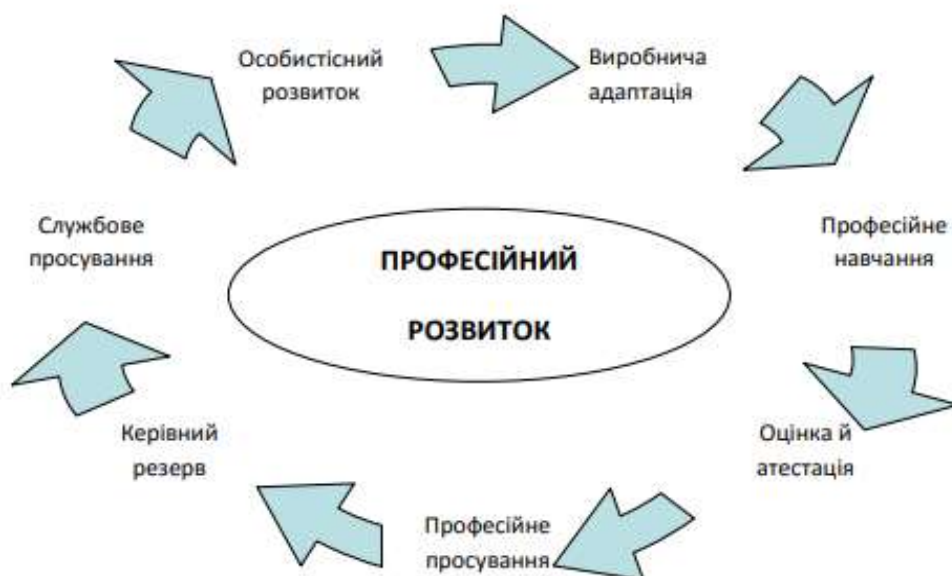 Особистісний
розвиток
Виробнича
адаптація
Службове
просування
Професійне
навчання
ПРОФЕСІЙНИЙ
РОЗВИТОК
Керівний
резерв
Оцінка й
атестація
Професійне
просування